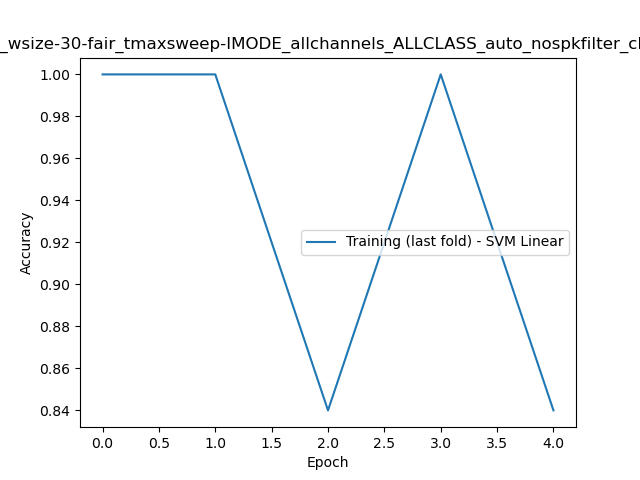 _wsize-30-fair_tmaxsweep-IMODE_allchannels_ALLCLASS_auto_nospkfilter_cl
1.00
0.98
0.96
0.94
0.92
0.90
0.88
0.86
0.84
Accuracy
Training (last fold) - SVM Linear
0.0 0.5 1.0 1.5 2.0 2.5 3.0 3.5 4.0
Epoch